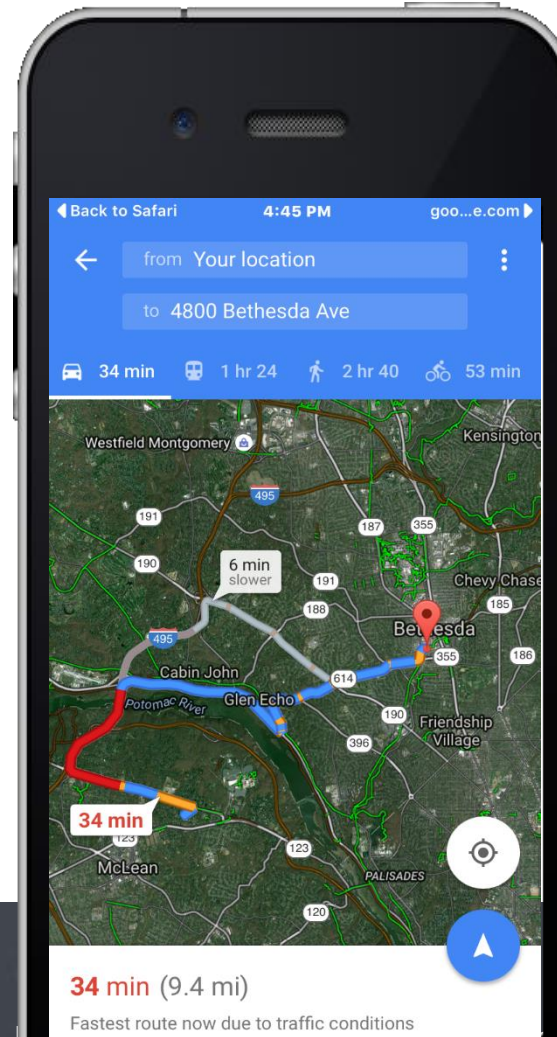 Back to Safari 4:45 PM goo...e.com
from Your location
to 4800 Bethesda Ave
34 min 1 hr 24 2 hr 40 53 min
Kensington
Westfield Montgomery
495
191
187 355
190
6 min
slower
191
Chevy Chase
185
188
Bethesda
495
355 186
Cabin John
614
Glen Echo
Potomac River
190
Friendship
Village
396
34 min
123
123
McLean
PALISADES
120
34 min (9.4 mi)
Fastest route now due to traffic conditions